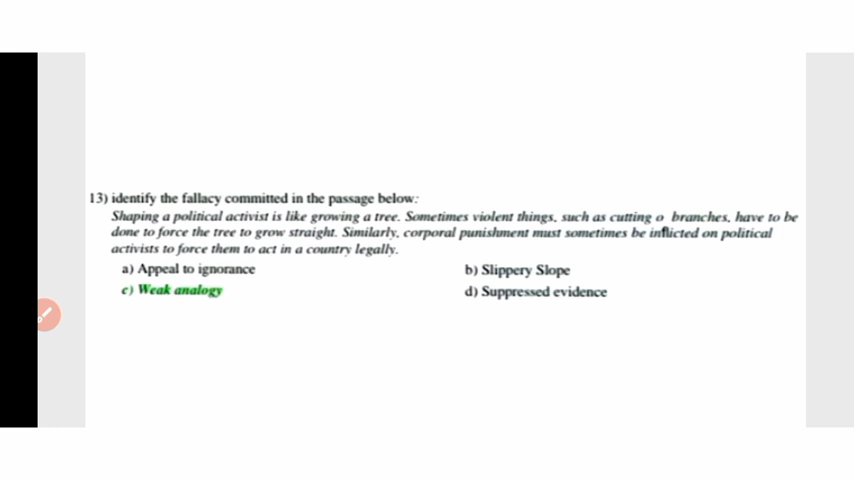 13) identify the fallacy committed in the passage below:
Shaping a political activist is like growing a tree. Sometimes violent things, such as cutting o branches, have to be
done to force the tree to grow straight. Similarly, corporal punishment must sometimes be inflicted on political
activists to force them to act in a country legally.
a) Appeal to ignorance b) Slippery Slope
c) Weak analogy d) Suppressed evidence